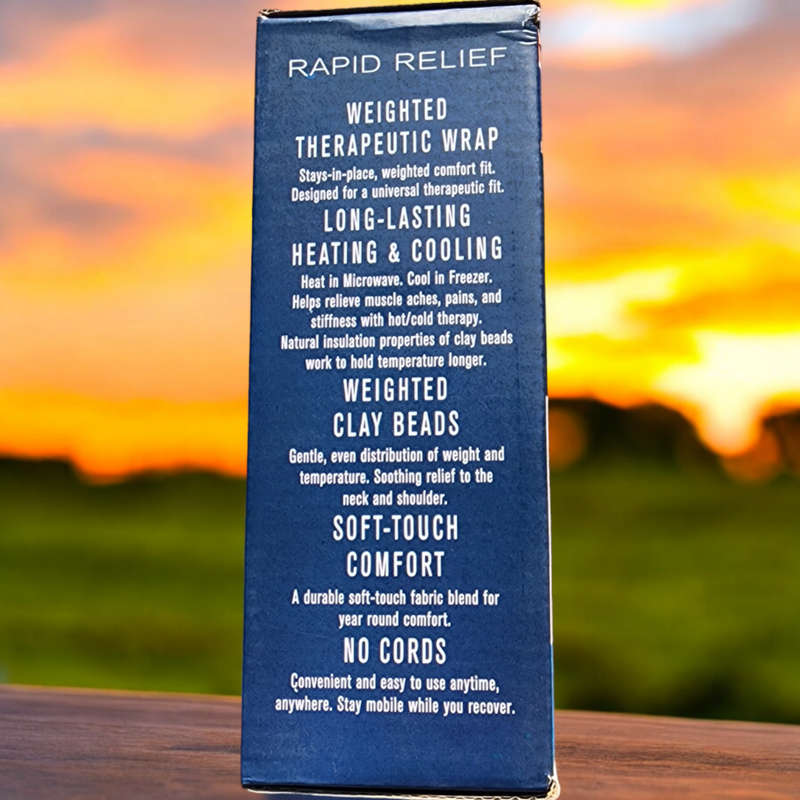 RAPID RELIEF
WEIGHTED
THERAPEUTIC WRAP
Stays-in-place, weighted comfort fit.
Designed for a universal therapeutic fit.
LONG-LASTING
HEATING & COOLING
Heat in Microwave. Cool in Freezer.
Helps relieve muscle aches, pains, and
stiffness with hot/cold therapy.
Natural insulation properties of clay beads
work to hold temperature longer.
WEIGHTED
CLAY BEADS
Gentle, even distribution of weight and
temperature. Soothing relief to the
neck and shoulder.
SOFT-TOUCH
COMFORT
A durable soft-touch fabric blend for
year round comfort.
NO CORDS
Convenient and easy to use anytime,
anywhere. Stay mobile while you recover.